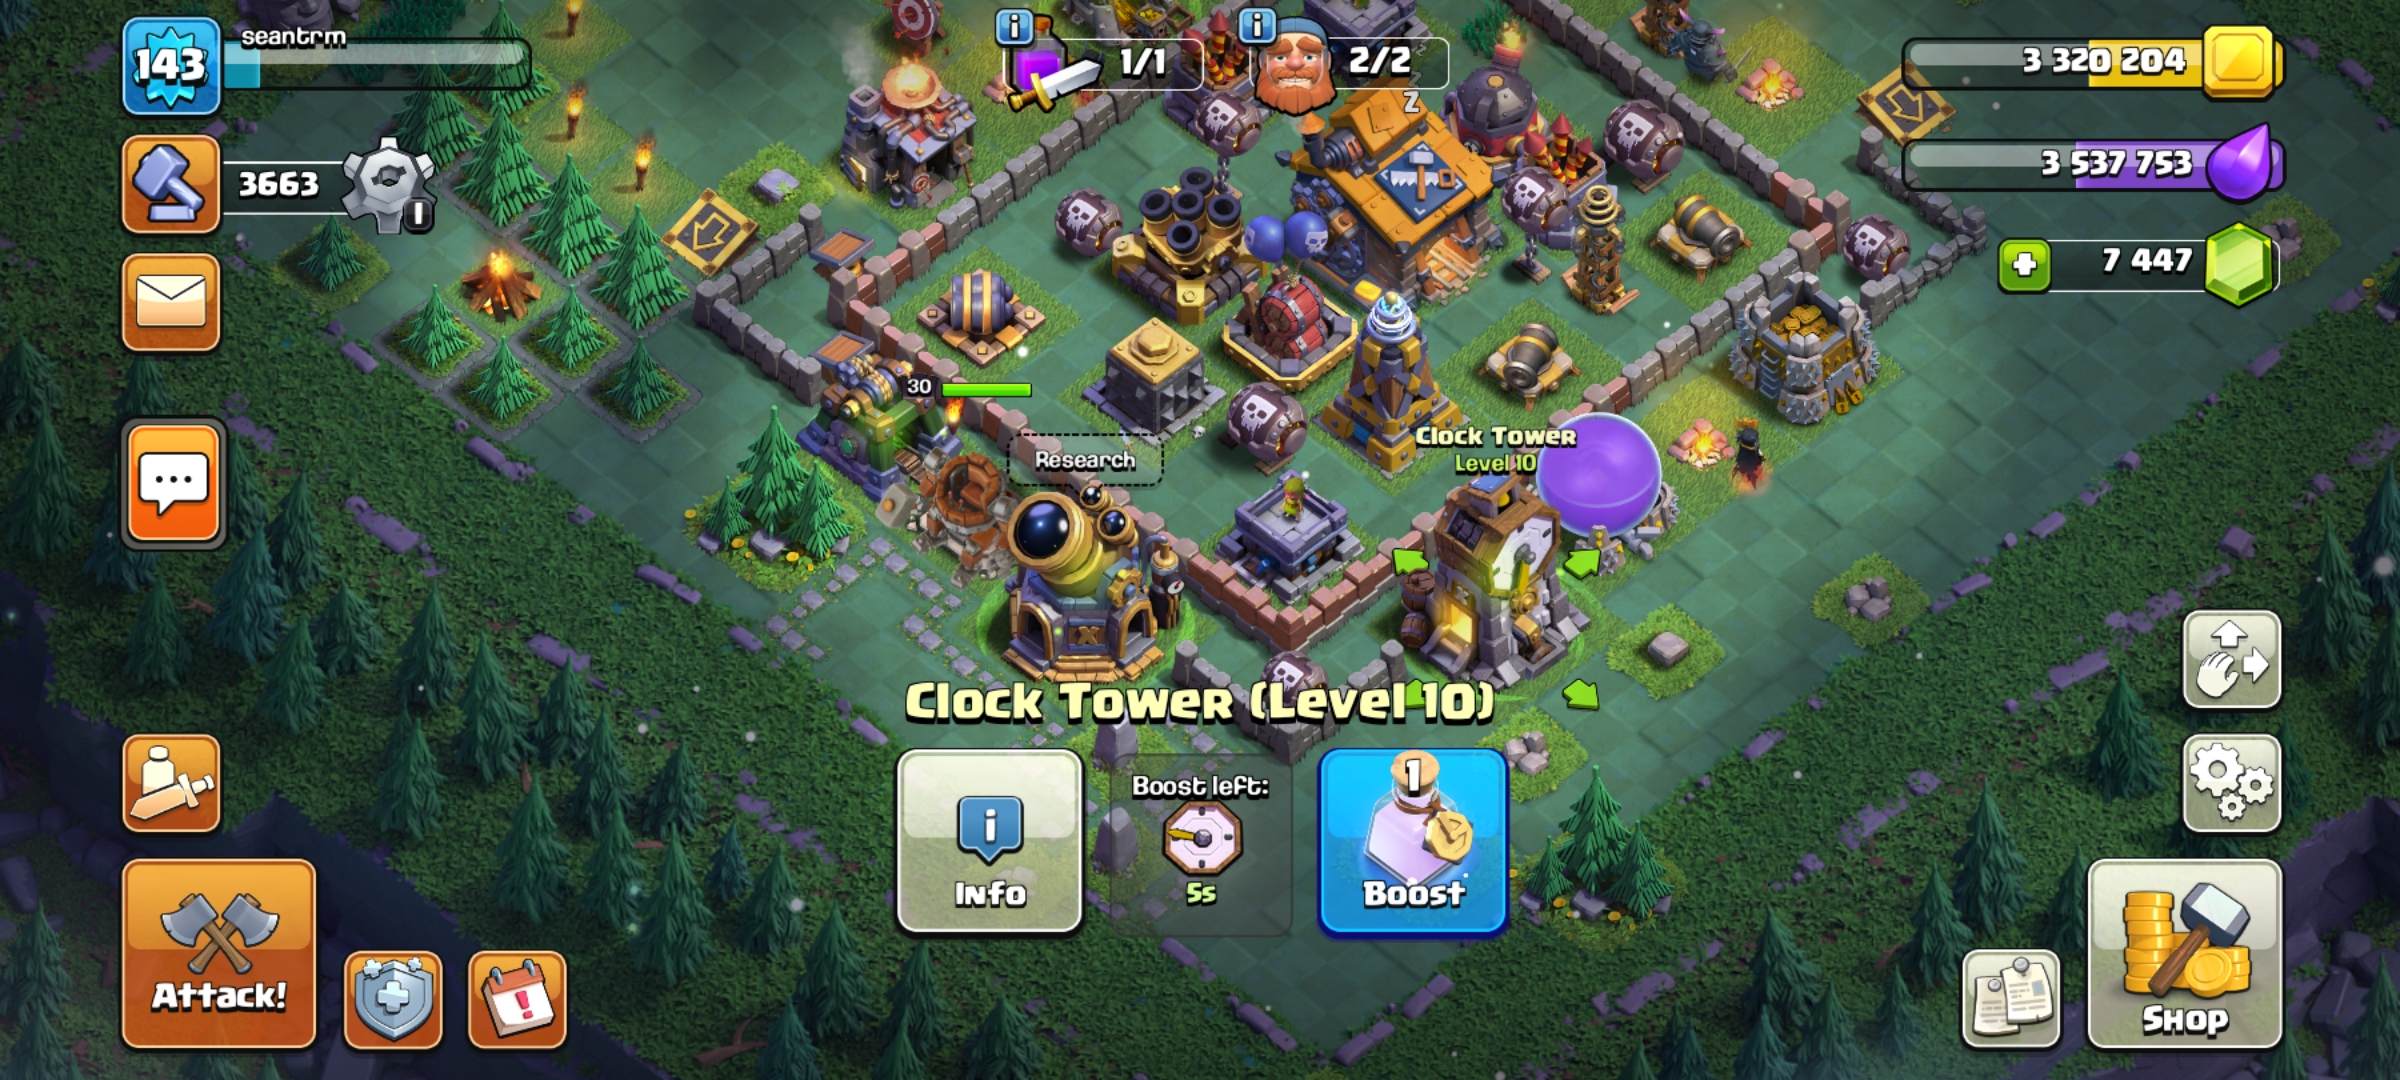 143
seantrm
1/1
2/2
3 320 204
3663
I
3 537 753
7 447
z
Z
30
Research
Clock Tower
Level 10
Clock Tower (Level 10)
Info
Boost left:
5s
1
Boost
Attack!
Shop